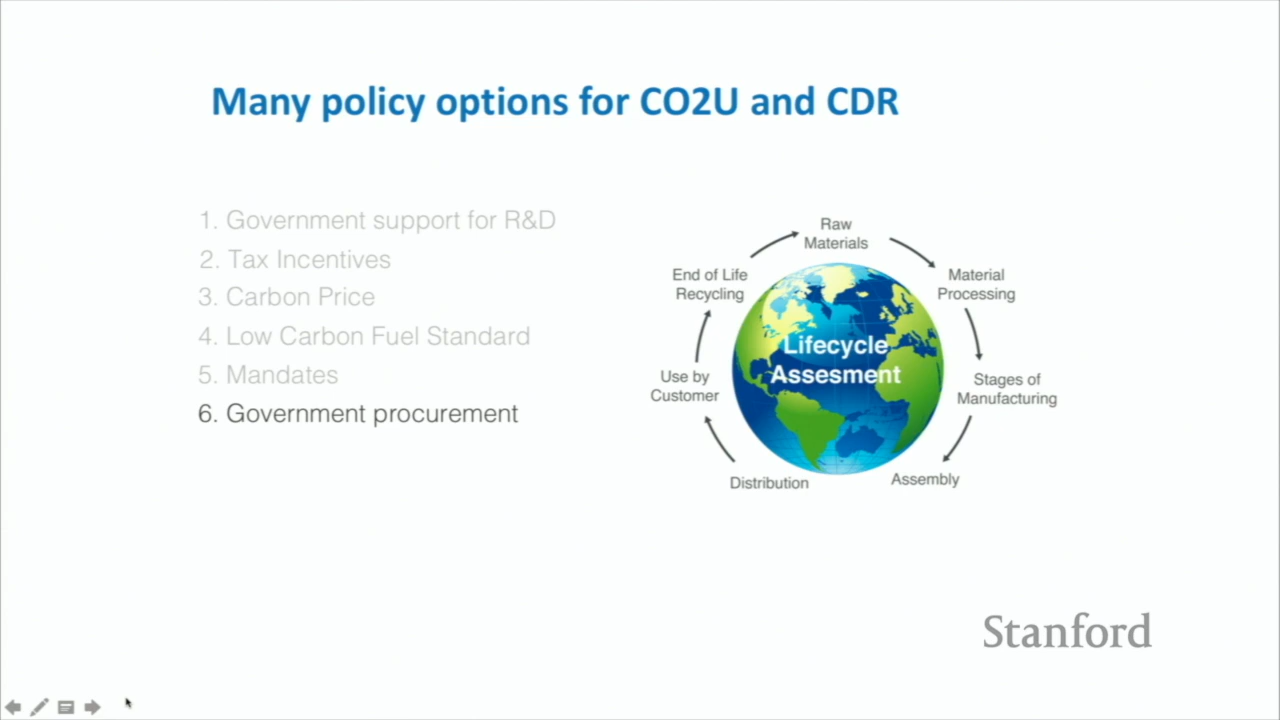 Many policy options for CO2U and CDR
1. Government support for R&D
2. Tax Incentives
3. Carbon Price
4. Low Carbon Fuel Standard
5. Mandates
6. Government procurement
Raw
Materials
Material
Processing
Stages of
Manufacturing
Assembly
Distribution
Use by
Customer
End of Life
Recycling
Lifecycle
Assesment
Stanford